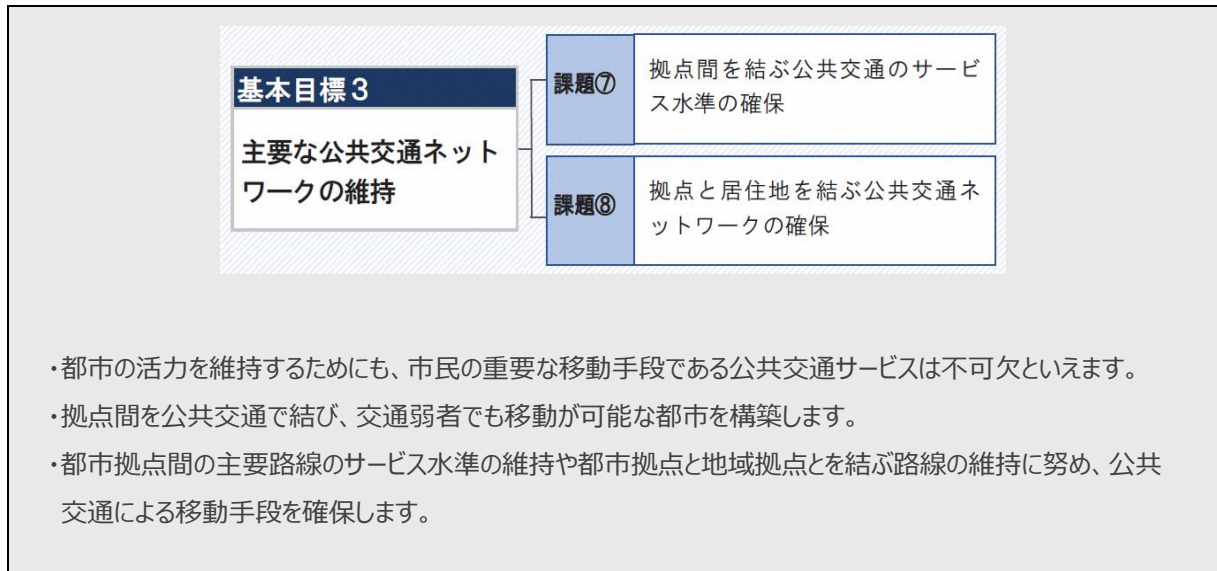 基本目標3
主要な公共交通ネット
ワークの維持
課題⑦
拠点間を結ぶ公共交通のサービ
ス水準の確保
課題⑧
拠点と居住地を結ぶ公共交通ネ
ットワークの確保
・都市の活力を維持するためにも、市民の重要な移動手段である公共交通サービスは不可欠といえます。
・拠点間を公共交通で結び、交通弱者でも移動が可能な都市を構築します。
・都市拠点間の主要路線のサービス水準の維持や都市拠点と地域拠点とを結ぶ路線の維持に努め、公共
交通による移動手段を確保します。